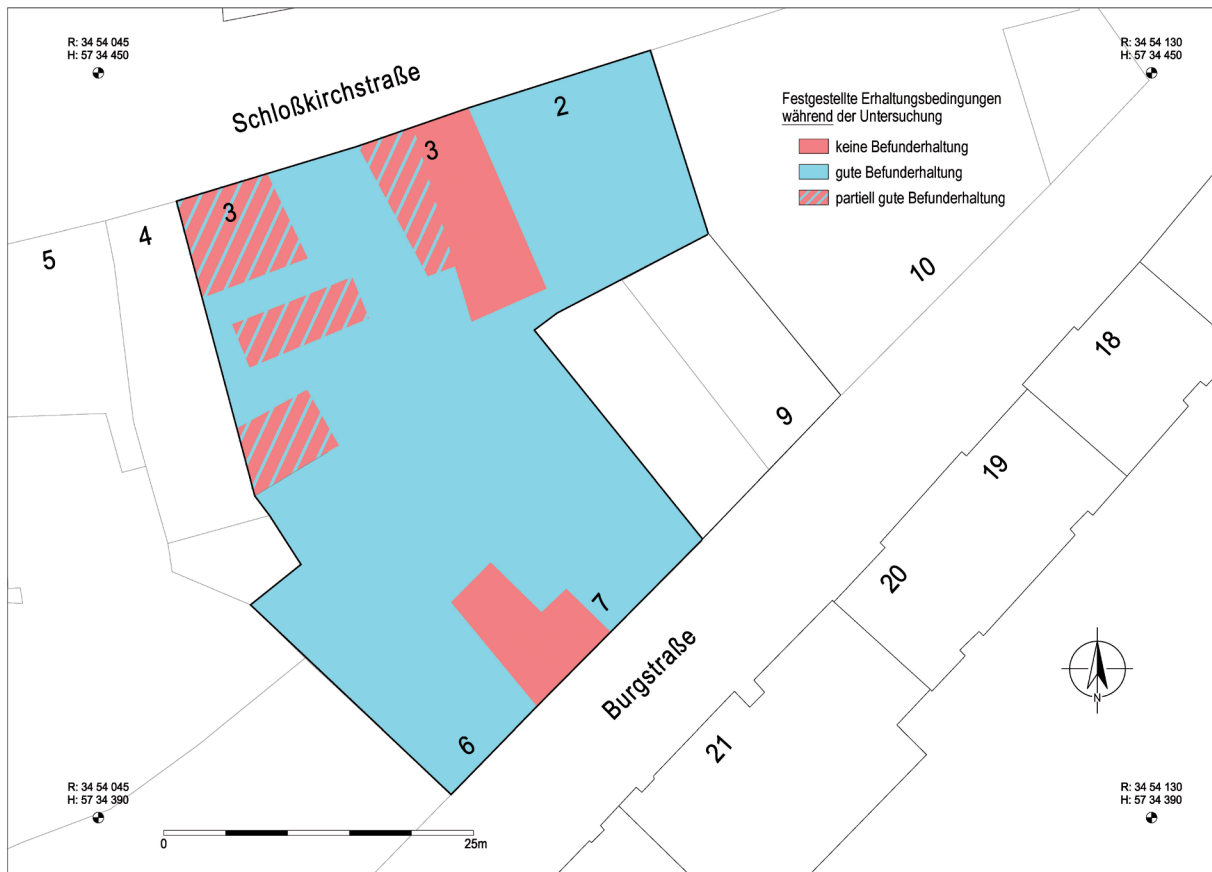 R: 34 54 045
H: 57 34 450
R: 34 54 130
H: 57 34 450
Schloßkirchstraße
Festgestellte Erhaltungsbedingungen
während der Untersuchung
keine Befunderhaltung
gute Befunderhaltung
partiell gute Befunderhaltung
2
3
3
4
5
10
18
9
19
20
7
Burgstraße
6
21
N
R: 34 54 045
H: 57 34 390
R: 34 54 130
H: 57 34 390
0
25m